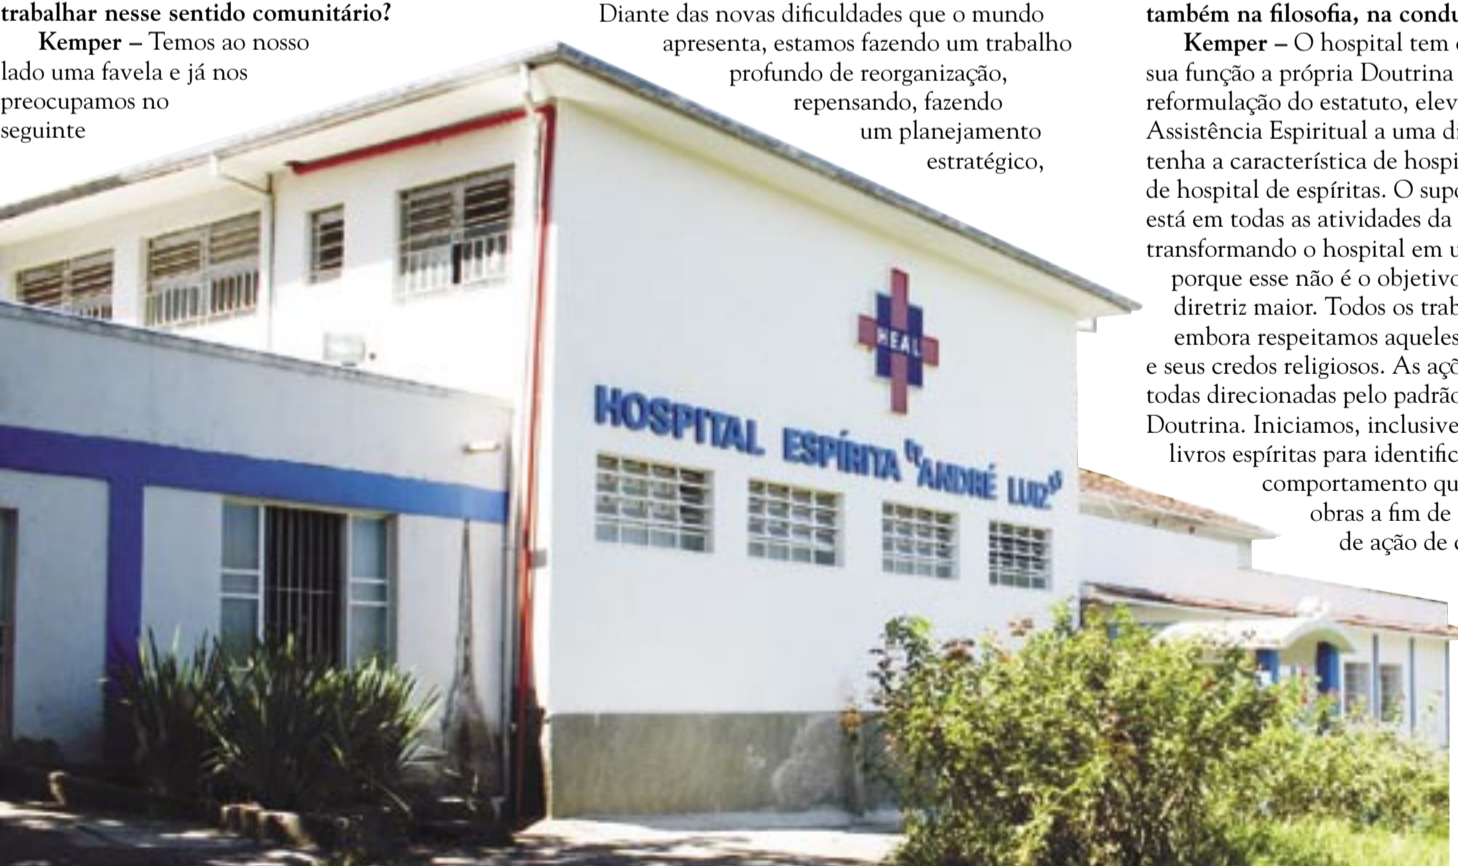 trabalhar nesse sentido comunitário?
Kemper – Temos ao nosso
lado uma favela e já nos
preocupamos no
seguinte
Diante das novas dificuldades que o mundo
apresenta, estamos fazendo um trabalho
profundo de reorganização,
repensando, fazendo
um planejamento
estratégico,
também na filosofia, na
Kemper – O hospital tem
sua função a própria Doutrina
reformulação do estatuto,
Assistência Espiritual a uma
tenha a característica de
de hospital de espíritas. O
está em todas as atividades da
transformando o hospital em
porque esse não é o objetivo
diretriz maior. Todos os
embora respeitamos aqueles
e seus credos religiosos. As
todas direcionadas pelo padrão
Doutrina. Iniciamos, inclusive
livros espíritas para
comportamento
obras a fim de
de ação de
HEAL
HOSPITAL ESPÍRITA "ANDRÉ LUIZ"